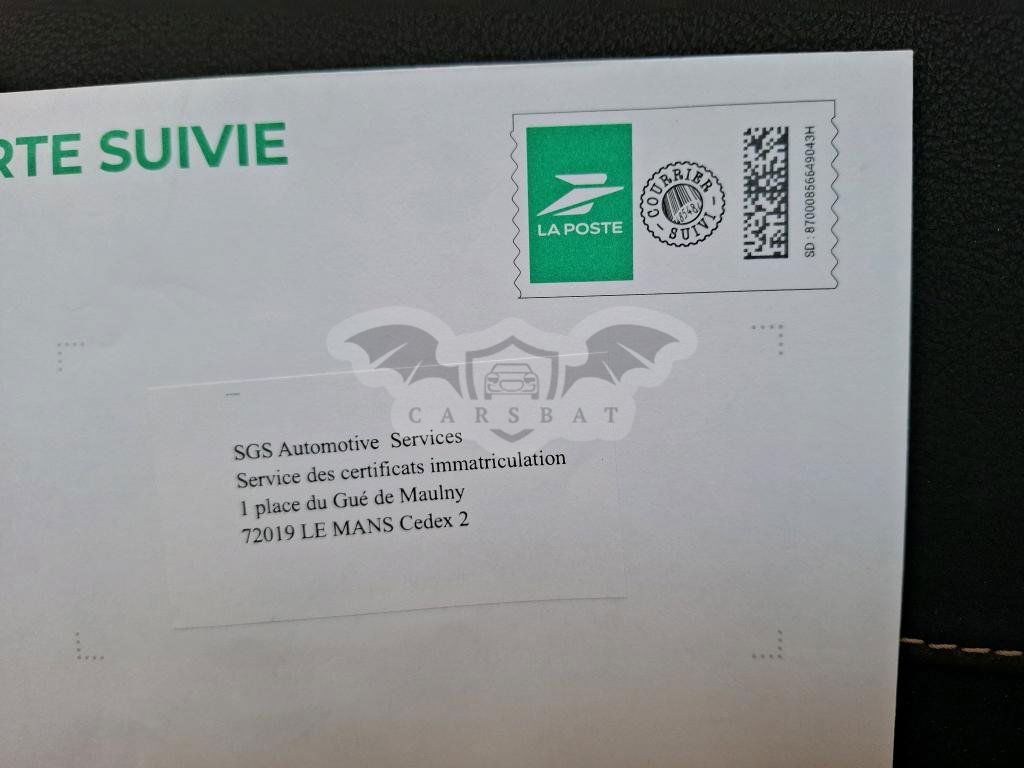 RTE SUIVIE
LA POSTE
COURRIER
- SUIVI -
SD : 87000856649043H
CARSBAT
SGS Automotive Services
Service des certificats immatriculation
1 place du Gué de Maulny
72019 LE MANS Cedex 2